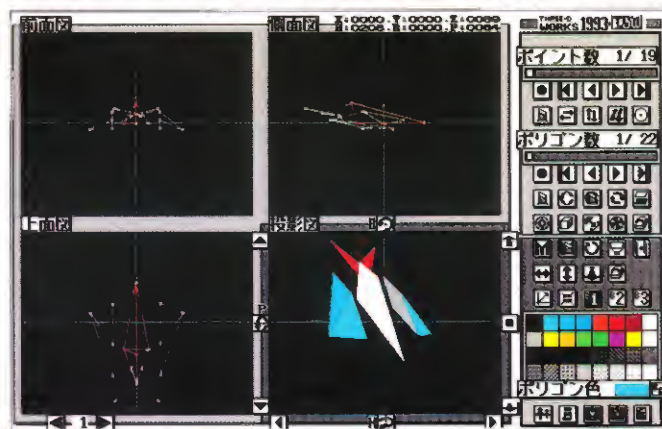 前面図
側面図
X:0000.Y:0000.Z:0000
THREE-D
WORKS 1993
ポイント数 1/ 19
ポリゴン数 1/ 22
上面図
投影図
P
1
1 2 3
ポリゴン色